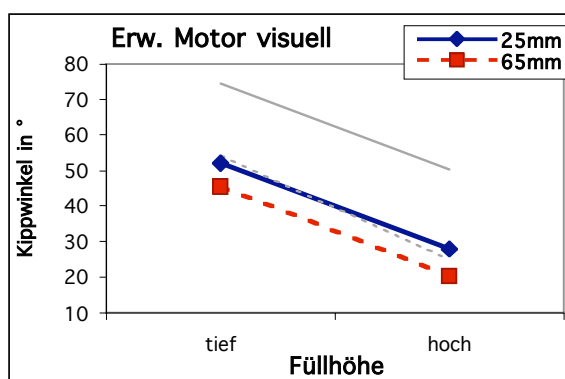 Erw. Motor visuell
25mm
65mm
Kippwinkel in °
80
70
60
50
40
30
20
10
tief hoch
Füllhöhe